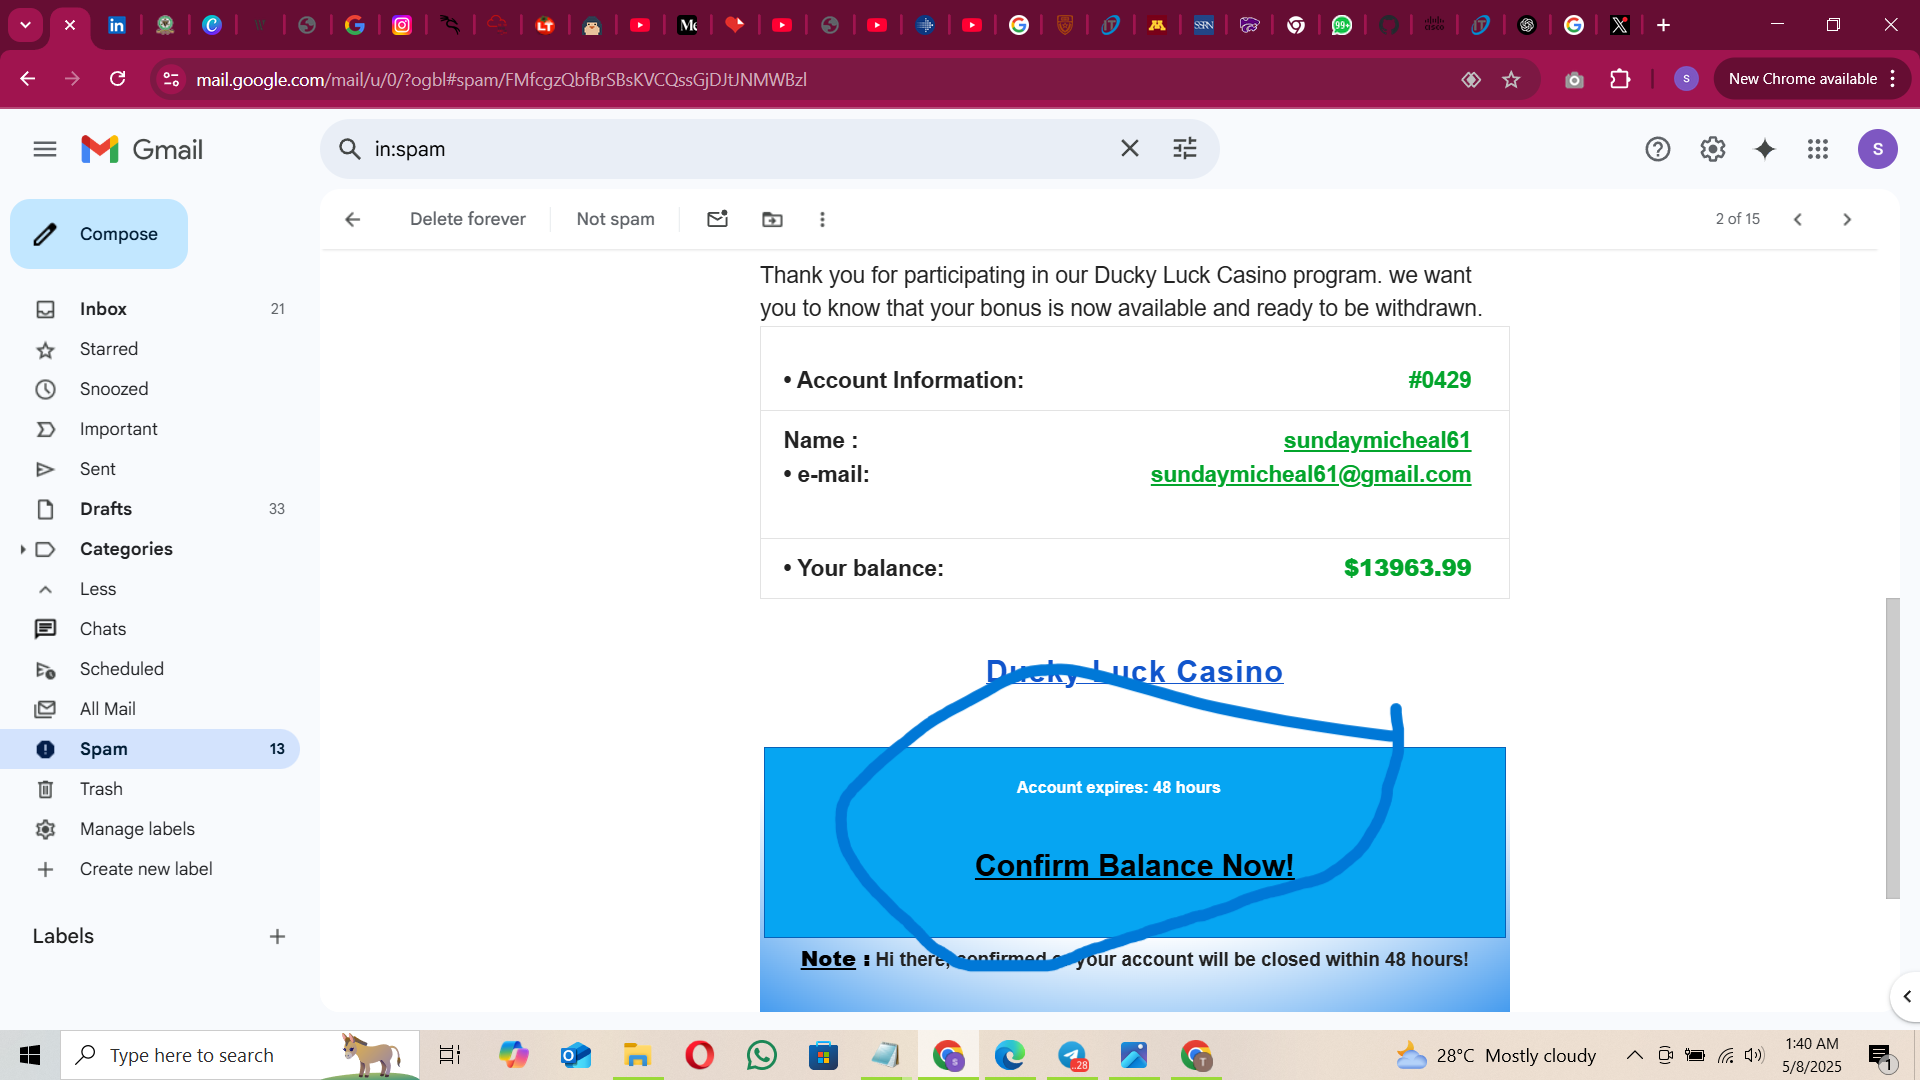 mail.google.com/mail/u/0/?ogbl#spam/FMfcgzQbfBrSBsKVCQssGjDJtJNMWBzl
S
New Chrome available
Gmail
in:spam
S
Compose
Delete forever
Not spam
2 of 15
Inbox 21
Starred
Snoozed
Important
Sent
Drafts 33
Categories
Less
Chats
Scheduled
All Mail
Spam 13
Trash
Manage labels
Create new label
Labels
Thank you for participating in our Ducky Luck Casino program. we want
you to know that your bonus is now available and ready to be withdrawn.
• Account Information: #0429
Name : sundaymicheal61
• e-mail: sundaymicheal61@gmail.com
• Your balance: $13963.99
Ducky Luck Casino
Account expires: 48 hours
Confirm Balance Now!
Note : Hi there, confirmed or your account will be closed within 48 hours!
Type here to search
28°C Mostly cloudy
1:40 AM
5/8/2025
1